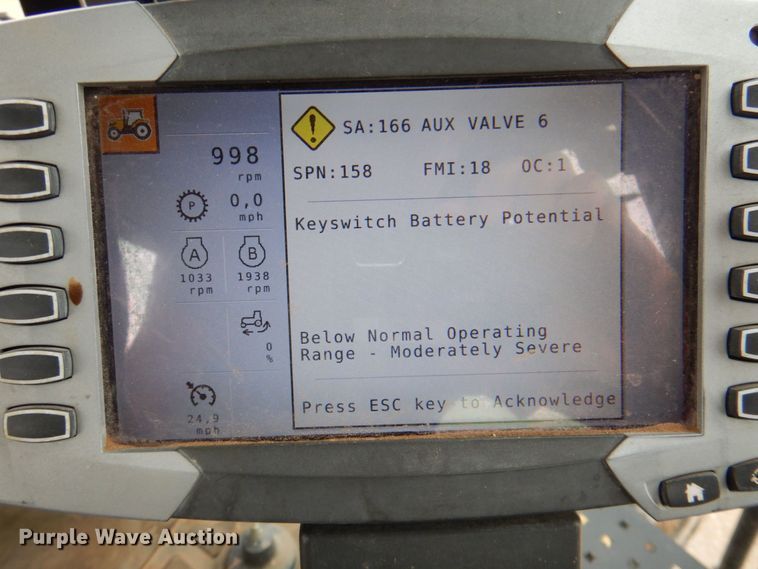 998
rpm
P
0,0
mph
A
B
1033
rpm
1938
rpm
0
%
24,9
mph
SA:166 AUX VALVE 6
SPN:158 FMI:18 OC:1
Keyswitch Battery Potential
Below Normal Operating
Range - Moderately Severe
Press ESC key to Acknowledge
Purple Wave Auction